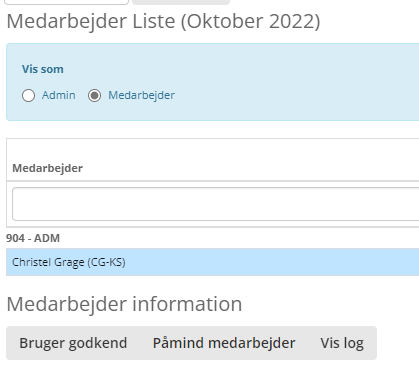 Medarbejder Liste (Oktober 2022)
Vis som
Admin Medarbejder
Medarbejder
904 - ADM
Christel Grage (CG-KS)
Medarbejder information
Bruger godkend Påmind medarbejder Vis log